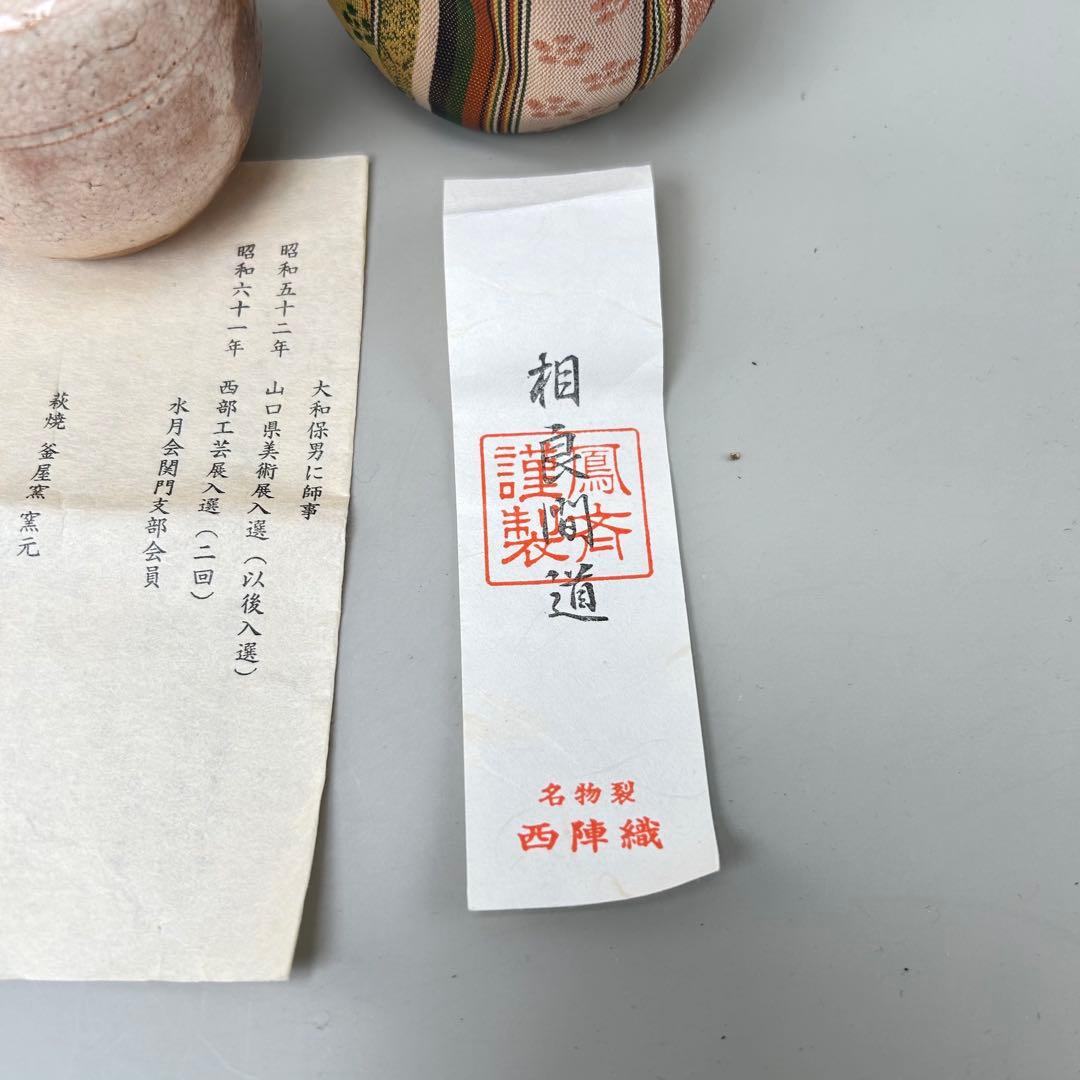 大和保男に師事
昭和五十二年 山口県美術展入選（以後入選）
昭和六十一年 西部工芸展入選（二回）
水月会関門支部会員
萩焼 釜屋窯 窯元
相良間道
鳳斉
謹製
名物裂
西陣織